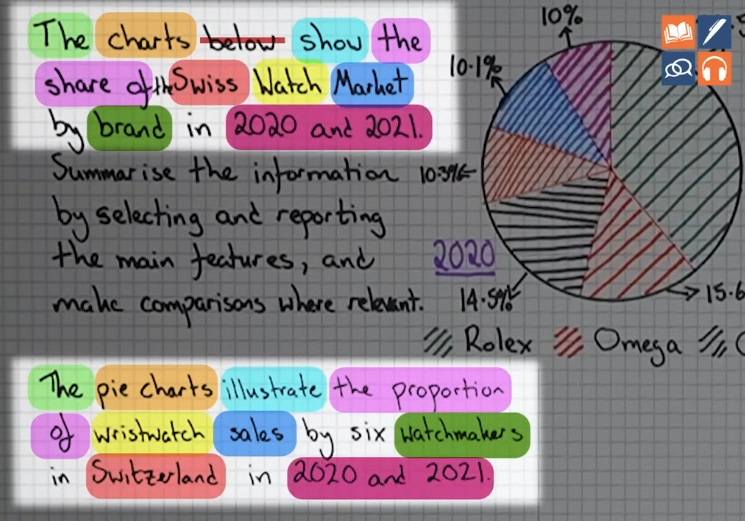 The charts below show the
share of the Swiss Watch Market
by brand in 2020 and 2021.
Summarise the information
by selecting and reporting
the main features, and
make comparisons where relevant.
10%
10.1%
10.3%
14.5%
15.6
2020
Rolex Omega
The pie charts illustrate the proportion
of wristwatch sales by six watchmakers
in Switzerland in 2020 and 2021.